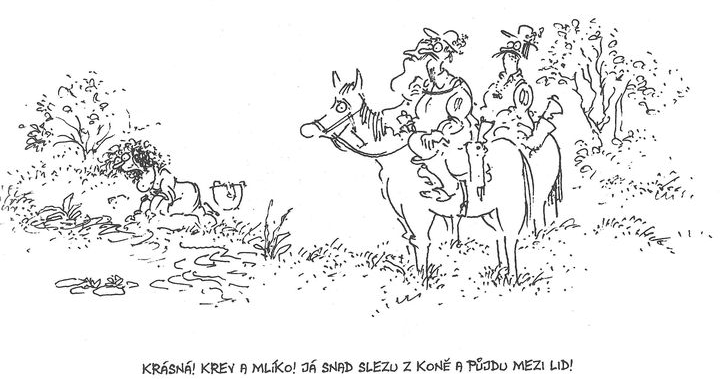 KRÁSNÁ! KREV A MLÍKO! JÁ SNAD SLEZU Z KONĚ A PŮJDU MEZI LID!